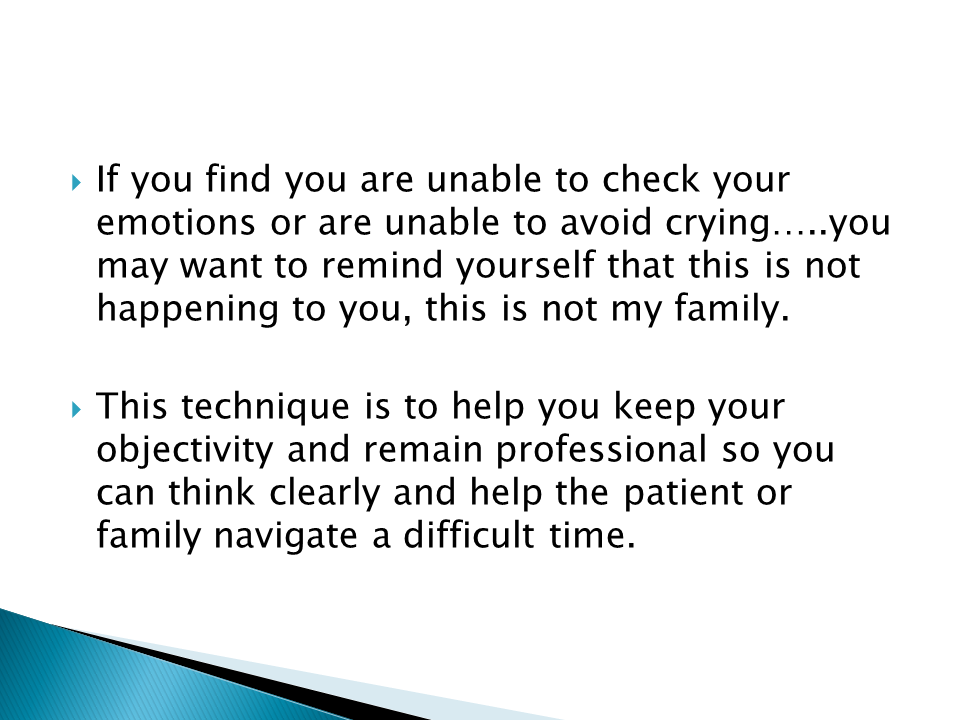 If you find you are unable to check your
emotions or are unable to avoid crying…..you
may want to remind yourself that this is not
happening to you, this is not my family.
This technique is to help you keep your
objectivity and remain professional so you
can think clearly and help the patient or
family navigate a difficult time.